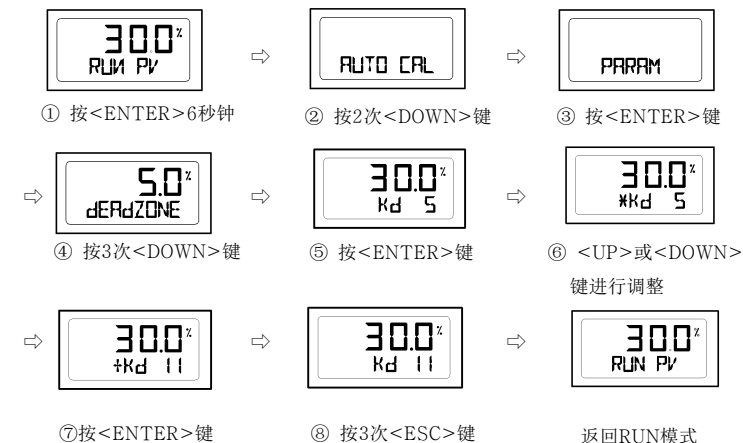 30.0%
RUN PV
⇨
AUTO CAL
⇨
PARAM
① 按<ENTER>6秒钟
② 按2次<DOWN>键
③ 按<ENTER>键
⇨
5.0%
dEAdZONE
⇨
30.0%
Kd 5
⇨
30.0%
*Kd 5
④ 按3次<DOWN>键
⑤ 按<ENTER>键
⑥ <UP>或<DOWN>
键进行调整
⇨
30.0%
+Kd 11
⇨
30.0%
Kd 11
⇨
30.0%
RUN PV
⑦按<ENTER>键
⑧ 按3次<ESC>键
返回RUN模式